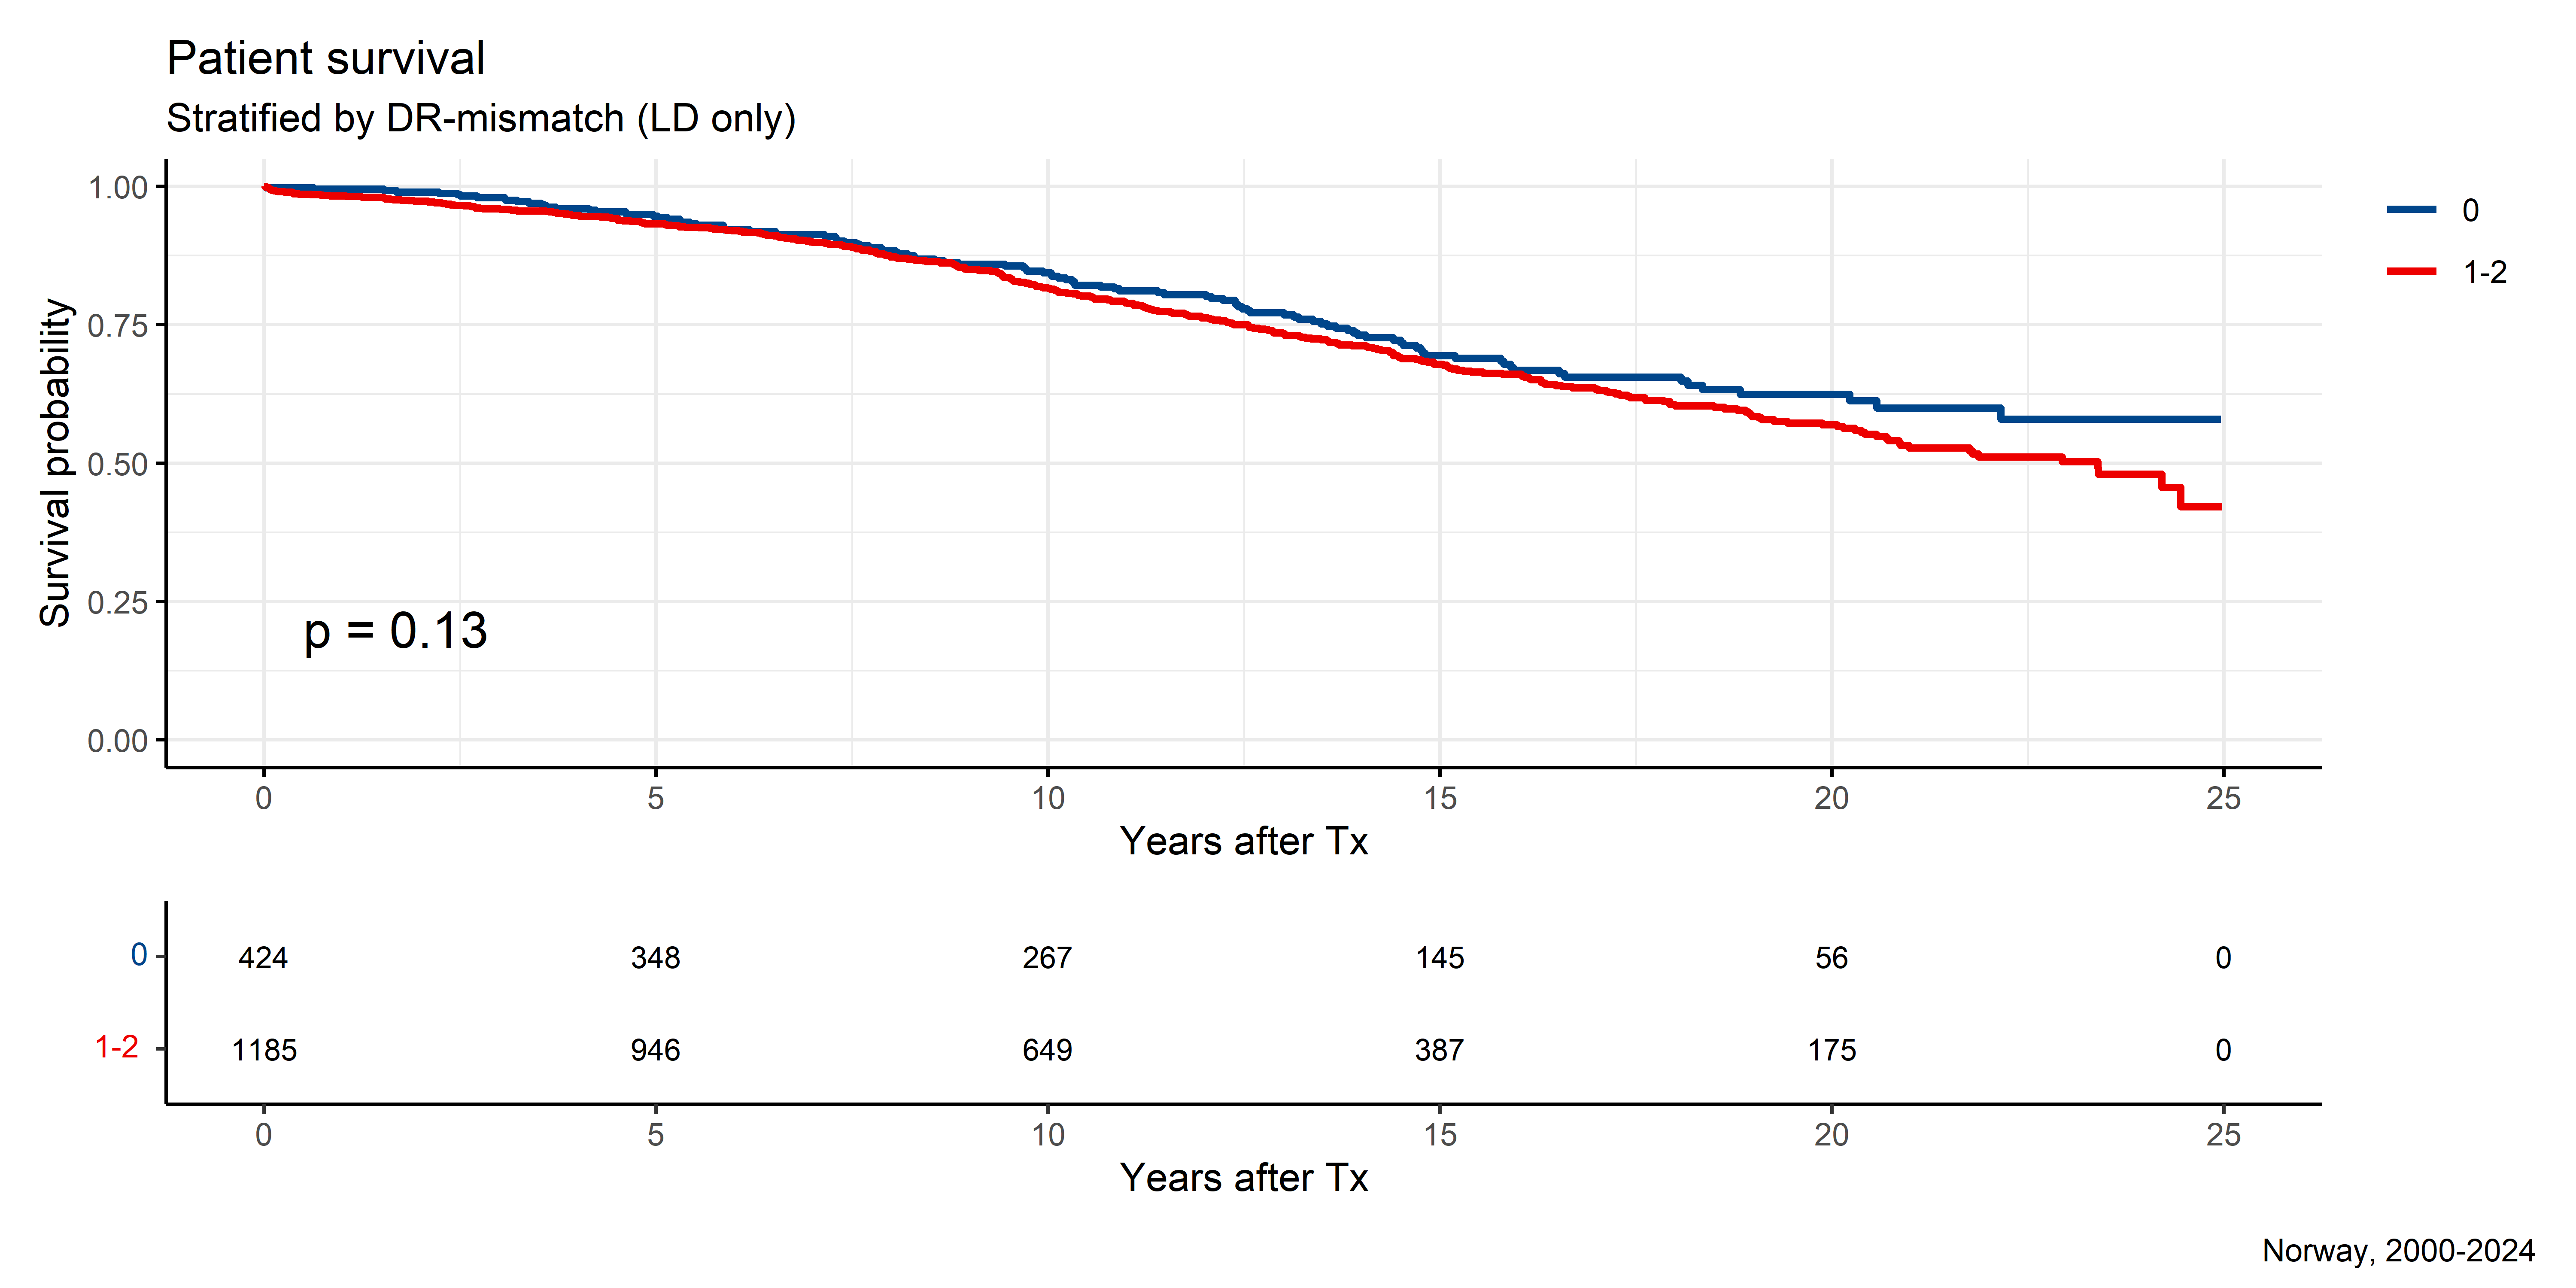 Patient survival
Stratified by DR-mismatch (LD only)
1.00
0.75
0.50
0.25
0.00
Survival probability
p = 0.13
0
1-2
0 5 10 15 20 25
Years after Tx
0 424 348 267 145 56 0
1-2 1185 946 649 387 175 0
0 5 10 15 20 25
Years after Tx
Norway, 2000-2024